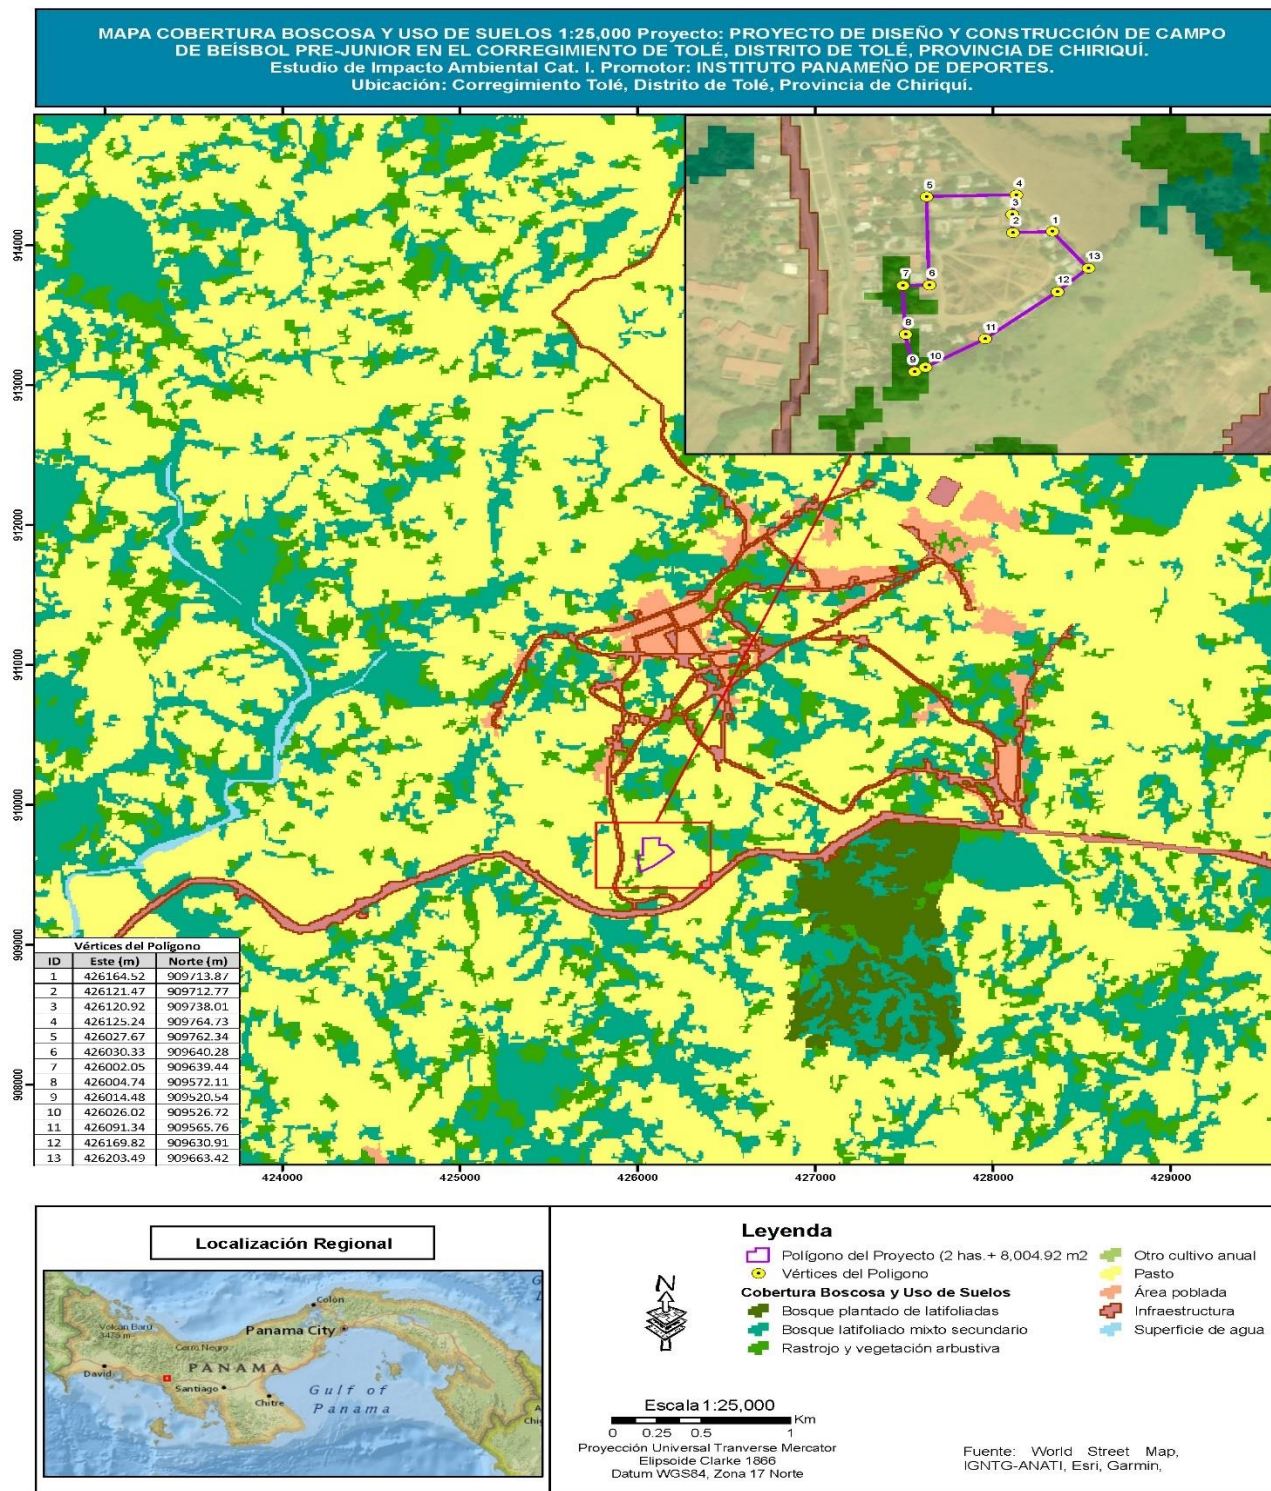 MAPA COBERTURA BOSCOSA Y USO DE SUELOS 1:25,000 Proyecto: PROYECTO DE DISEÑO Y CONSTRUCCIÓN DE CAMPO
DE BEÍSBOL PRE-JUNIOR EN EL CORREGIMIENTO DE TOLÉ, DISTRITO DE TOLÉ, PROVINCIA DE CHIRIQUÍ.
Estudio de Impacto Ambiental Cat. I. Promotor: INSTITUTO PANAMEÑO DE DEPORTES.
Ubicación: Corregimiento Tolé, Distrito de Tolé, Provincia de Chiriquí.
5
4
3
2
1
13
7
6
12
8
11
9
10
914000
913000
912000
911000
910000
909000
908000
Vértices del Polígono
ID Este (m) Norte (m)
1 426164.52 909713.87
2 426121.47 909712.77
3 426120.92 909738.01
4 426125.24 909764.73
5 426027.67 909762.34
6 426030.33 909640.28
7 426002.05 909639.44
8 426004.74 909572.11
9 426014.48 909520.54
10 426026.02 909526.72
11 426091.34 909565.76
12 426169.82 909630.91
13 426203.49 909663.42
424000 425000 426000 427000 428000 429000
Localización Regional
Colón
Volcán Barú
3475 m
Panama City
Cerro Negro
PANAMA
David
Santiago
Chitre
Gulf of
Panama
Leyenda
Polígono del Proyecto (2 has.+ 8,004.92 m2
Vértices del Poligono
Cobertura Boscosa y Uso de Suelos
Bosque plantado de latifoliadas
Bosque latifoliado mixto secundario
Rastrojo y vegetación arbustiva
Otro cultivo anual
Pasto
Área poblada
Infraestructura
Superficie de agua
N
Escala 1:25,000
0 0.25 0.5 1 Km
Proyección Universal Tranverse Mercator
Elipsoide Clarke 1866
Datum WGS84, Zona 17 Norte
Fuente: World Street Map,
IGNTG-ANATI, Esri, Garmin,